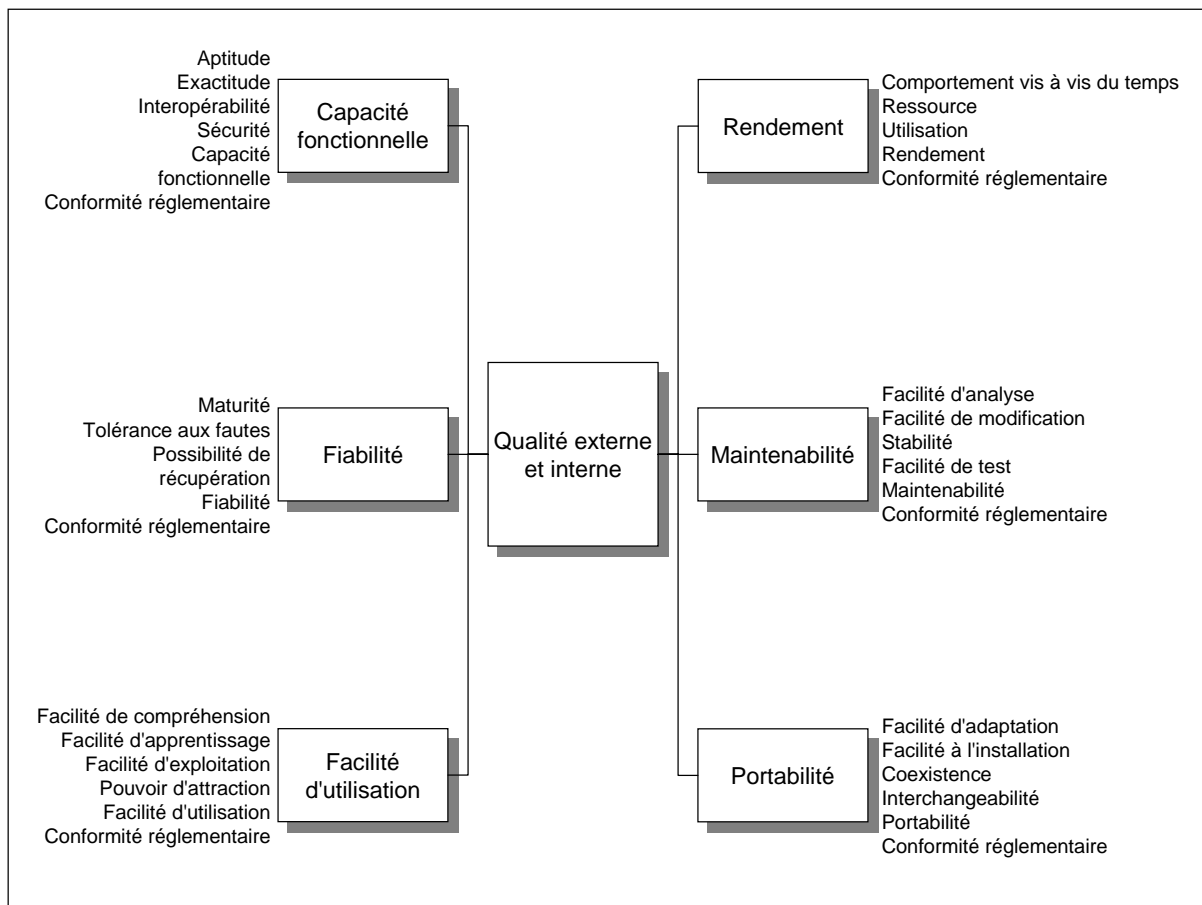 Aptitude
Exactitude
Interopérabilité
Sécurité
Capacité
fonctionnelle
Conformité réglementaire
Capacité
fonctionnelle
Rendement
Comportement vis à vis du temps
Ressource
Utilisation
Rendement
Conformité réglementaire
Maturité
Tolérance aux fautes
Possibilité de
récupération
Fiabilité
Conformité réglementaire
Fiabilité
Qualité externe
et interne
Maintenabilité
Facilité d'analyse
Facilité de modification
Stabilité
Facilité de test
Maintenabilité
Conformité réglementaire
Facilité de compréhension
Facilité d'apprentissage
Facilité d'exploitation
Pouvoir d'attraction
Facilité d'utilisation
Conformité réglementaire
Facilité
d'utilisation
Portabilité
Facilité d'adaptation
Facilité à l'installation
Coexistence
Interchangeabilité
Portabilité
Conformité réglementaire